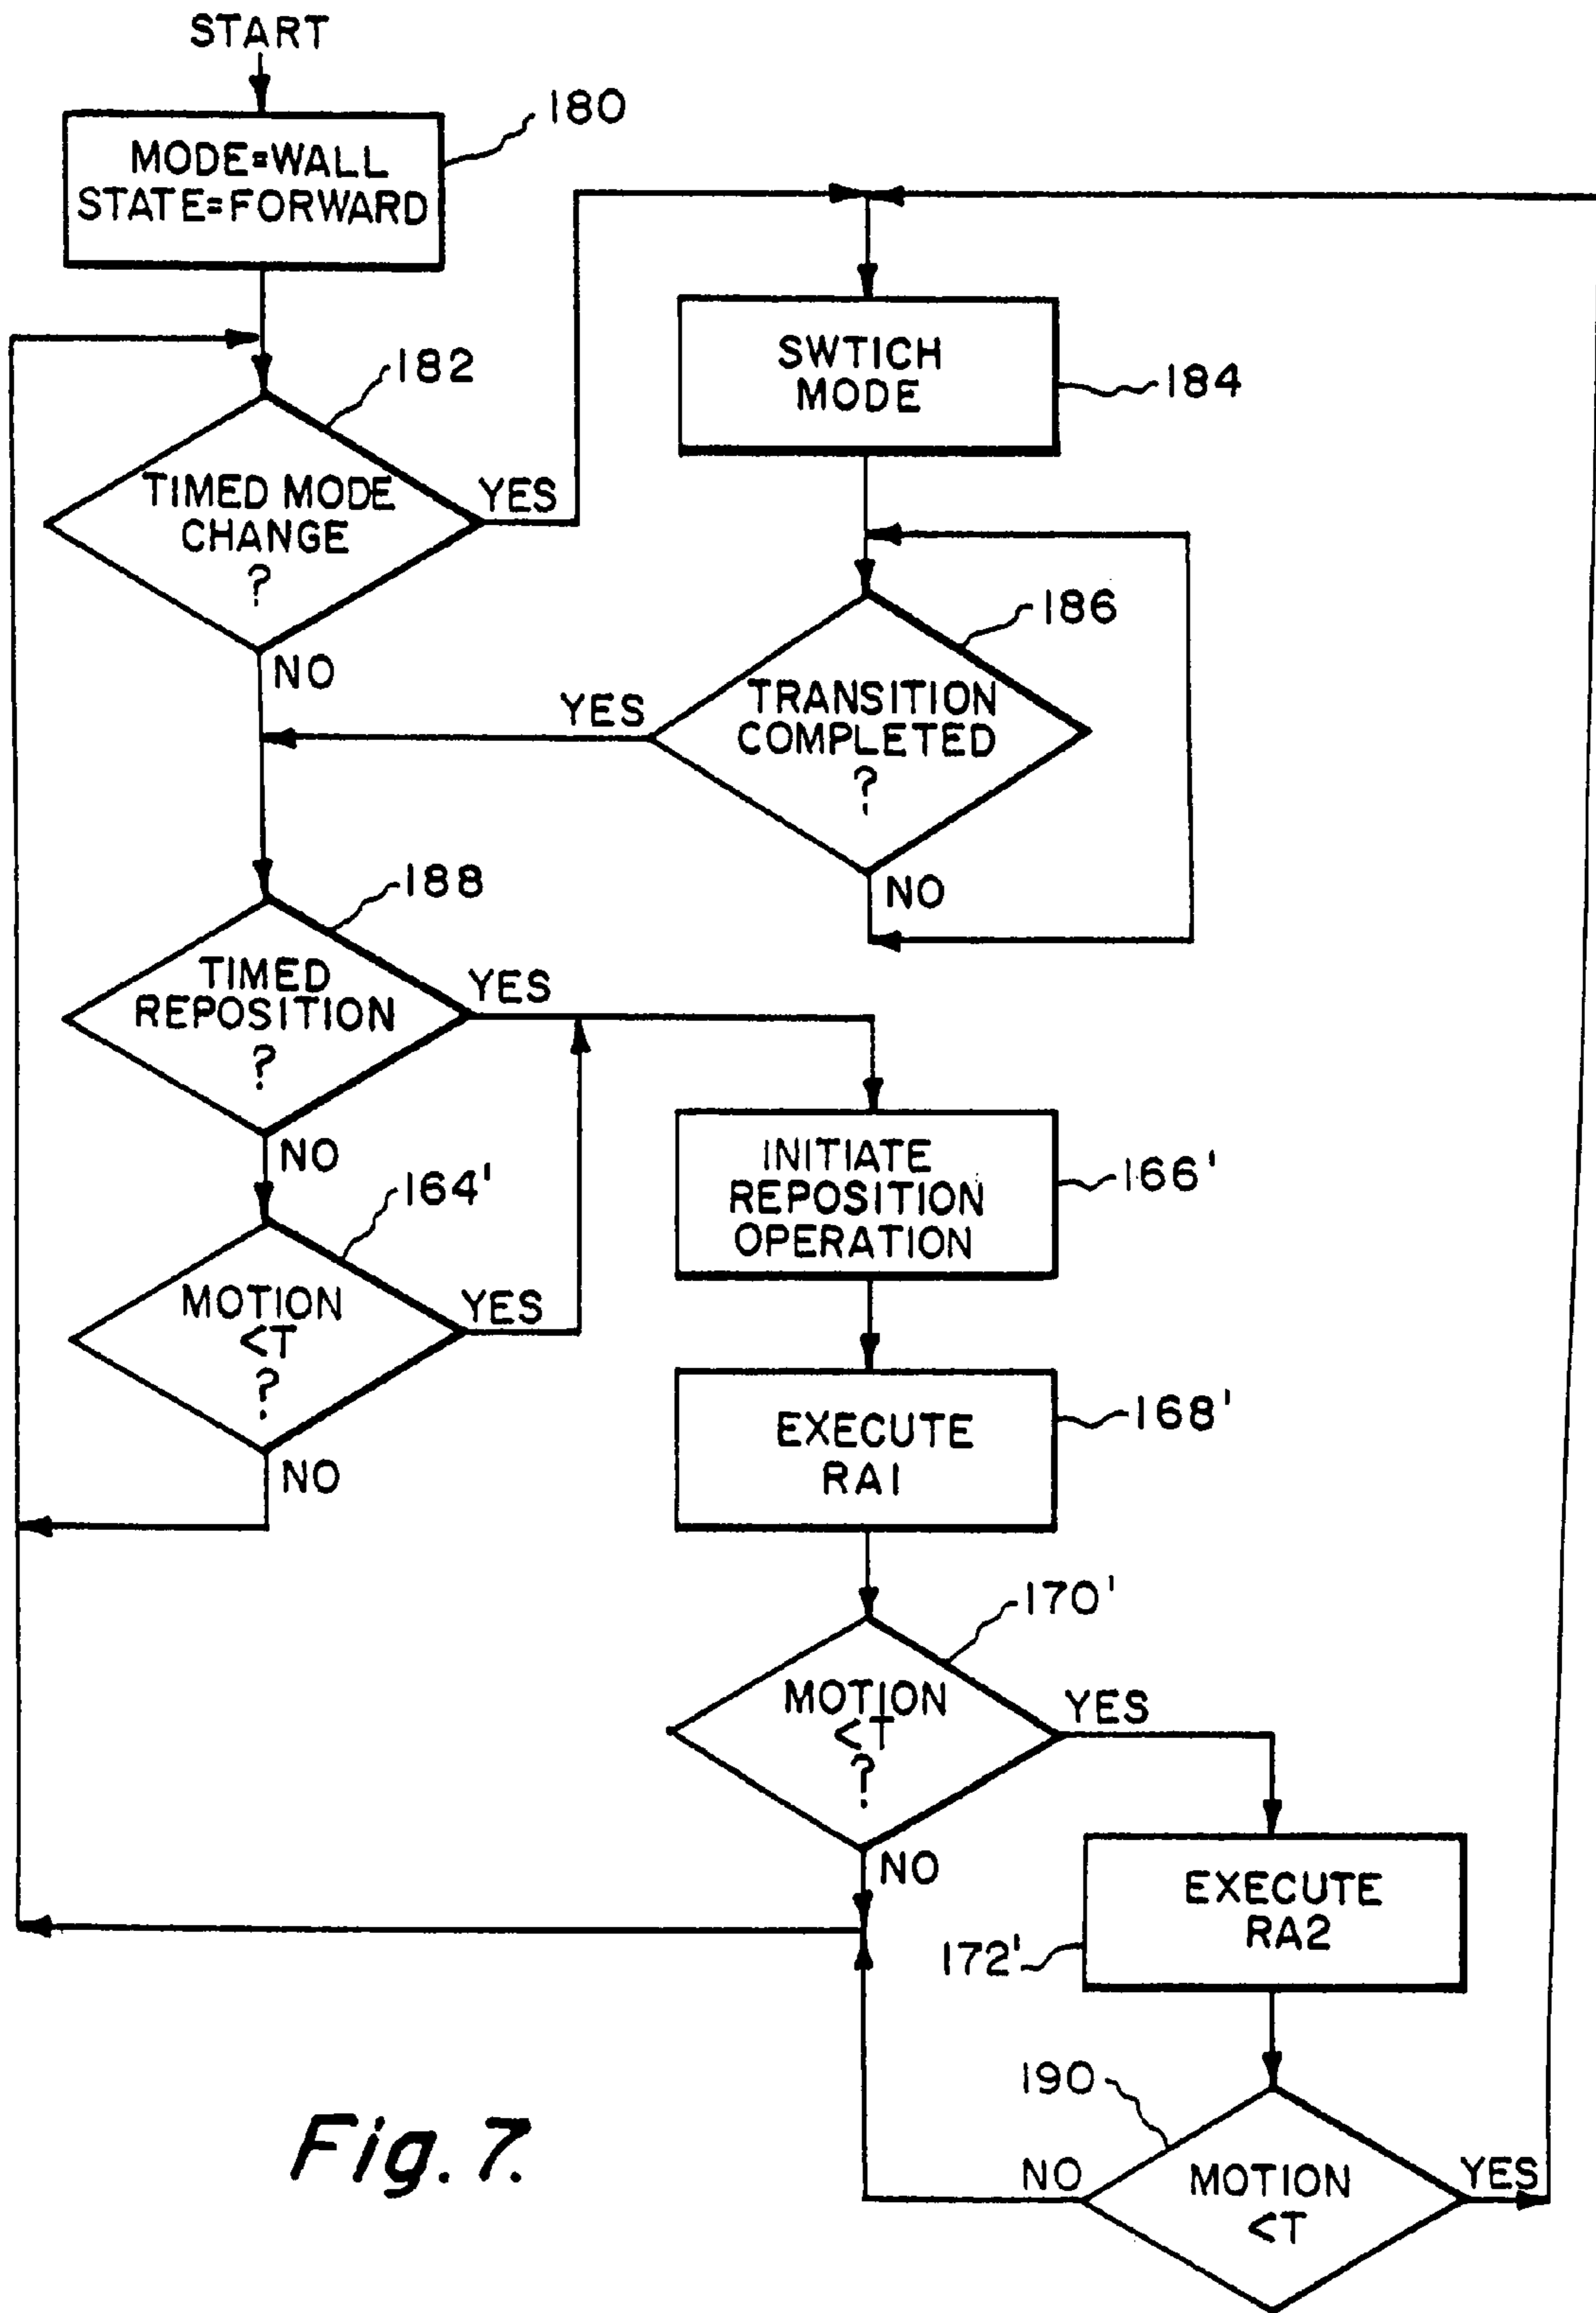 START
180
MODE=WALL
STATE=FORWARD
182
TIMED MODE
CHANGE
?
YES
NO
SWTICH
MODE
184
186
TRANSITION
COMPLETED
?
YES
NO
188
TIMED
REPOSITION
?
YES
NO
164'
MOTION
<T
?
YES
NO
INITIATE
REPOSITION
OPERATION
166'
EXECUTE
RA1
168'
170'
MOTION
<T
?
YES
NO
EXECUTE
RA2
172'
190
MOTION
<T
NO
YES
Fig. 7.